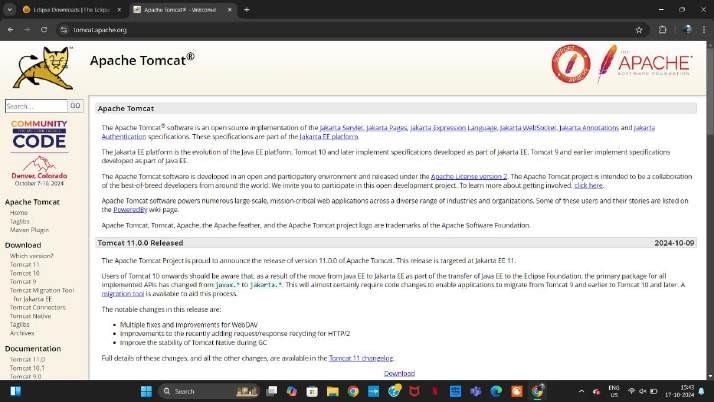 Eclipse Downloads | The Eclipse
Apache Tomcat® - Welcome!
tomcat.apache.org
Apache Tomcat®
SUPPORT APACHE
THE APACHE® SOFTWARE FOUNDATION
Search... GO
COMMUNITY
CODE
Denver, Colorado
October 7-10, 2024
Apache Tomcat
Home
Taglibs
Maven Plugin
Download
Which version?
Tomcat 11
Tomcat 10
Tomcat 9
Tomcat Migration Tool
for Jakarta EE
Tomcat Connectors
Tomcat Native
Taglibs
Archives
Documentation
Tomcat 11.0
Tomcat 10.1
Tomcat 9.0
Apache Tomcat
The Apache Tomcat® software is an open source implementation of the Jakarta Servlet, Jakarta Pages, Jakarta Expression Language, Jakarta WebSocket, Jakarta Annotations and Jakarta
Authentication specifications. These specifications are part of the Jakarta EE platform.
The Jakarta EE platform is the evolution of the Java EE platform. Tomcat 10 and later implement specifications developed as part of Jakarta EE. Tomcat 9 and earlier implement specifications
developed as part of Java EE.
The Apache Tomcat software is developed in an open and participatory environment and released under the Apache License version 2. The Apache Tomcat project is intended to be a collaboration
of the best-of-breed developers from around the world. We invite you to participate in this open development project. To learn more about getting involved, click here.
Apache Tomcat software powers numerous large-scale, mission-critical web applications across a diverse range of industries and organizations. Some of these users and their stories are listed on
the PoweredBy wiki page.
Apache Tomcat, Tomcat, Apache, the Apache feather, and the Apache Tomcat project logo are trademarks of the Apache Software Foundation.
Tomcat 11.0.0 Released 2024-10-09
The Apache Tomcat Project is proud to announce the release of version 11.0.0 of Apache Tomcat. This release is targeted at Jakarta EE 11.
Users of Tomcat 10 onwards should be aware that, as a result of the move from Java EE to Jakarta EE as part of the transfer of Java EE to the Eclipse Foundation, the primary package for all
implemented APIs has changed from javax.* to jakarta.*. This will almost certainly require code changes to enable applications to migrate from Tomcat 9 and earlier to Tomcat 10 and later. A
migration tool is available to aid this process.
The notable changes in this release are:
• Multiple fixes and improvements for WebDAV
• Improvements to the recently adding request/response recycling for HTTP/2
• Improve the stability of Tomcat Native during GC
Full details of these changes, and all the other changes, are available in the Tomcat 11 changelog.
Download
Search
ENG
US
15:43
17-10-2024